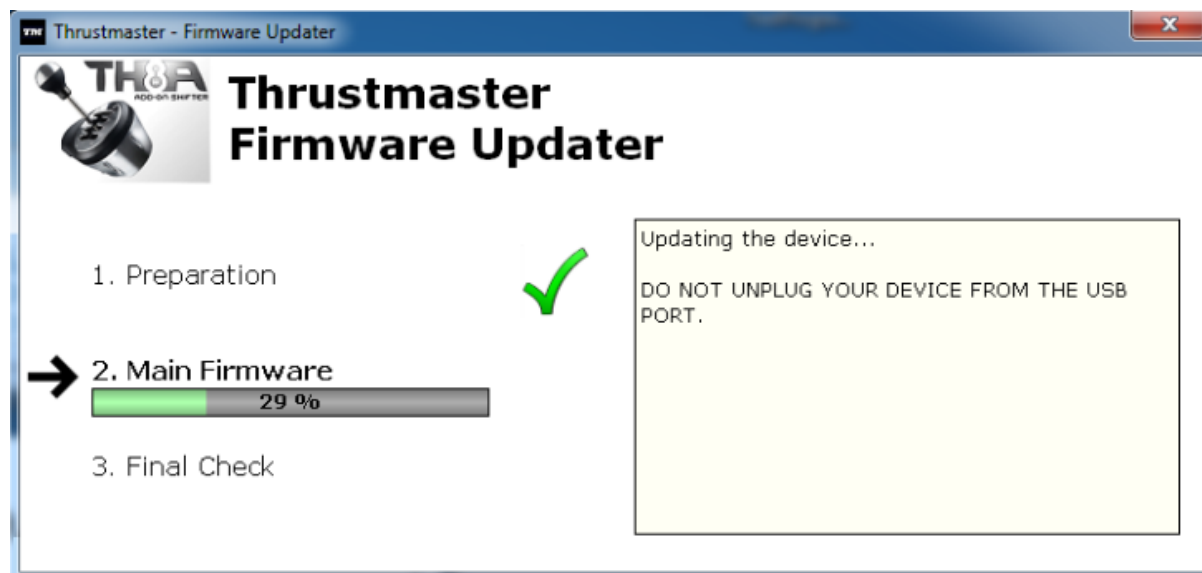 Thrustmaster - Firmware Updater
TH8A
ADD-ON SHIFTER
Thrustmaster
Firmware Updater
1. Preparation
2. Main Firmware
29 %
3. Final Check
Updating the device...
DO NOT UNPLUG YOUR DEVICE FROM THE USB
PORT.